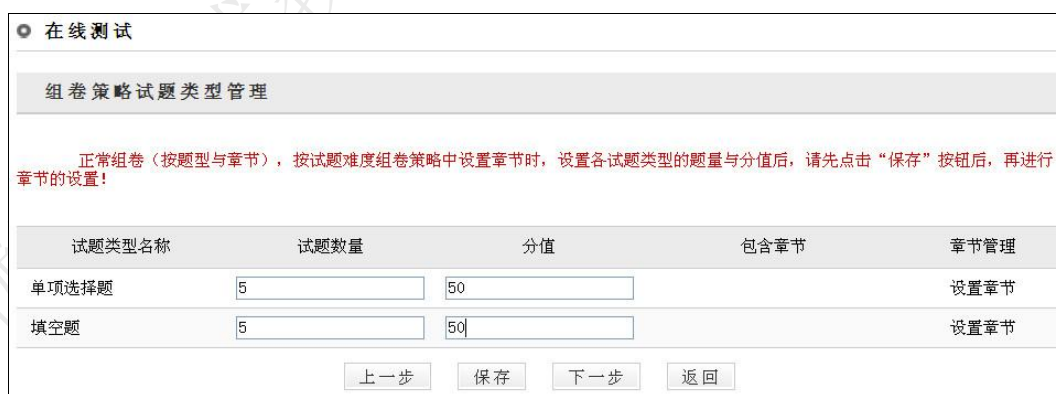 在线测试
组卷策略试题类型管理
正常组卷（按题型与章节），按试题难度组卷策略中设置章节时，设置各试题类型的题量与分值后，请先点击“保存”按钮后，再进行
章节的设置！
试题类型名称 试题数量 分值 包含章节 章节管理
单项选择题 5 50 设置章节
填空题 5 50 设置章节
上一步 保存 下一步 返回